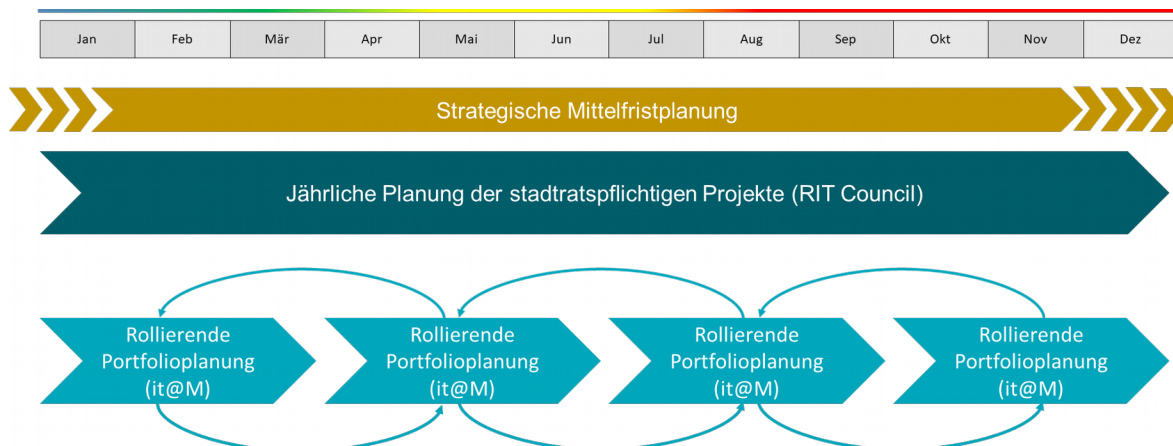 Jan Feb Mär Apr Mai Jun Jul Aug Sep Okt Nov Dez
Strategische Mittelfristplanung
Jährliche Planung der stadtratspflichtigen Projekte (RIT Council)
Rollierende
Portfolioplanung
(it@M)
Rollierende
Portfolioplanung
(it@M)
Rollierende
Portfolioplanung
(it@M)
Rollierende
Portfolioplanung
(it@M)